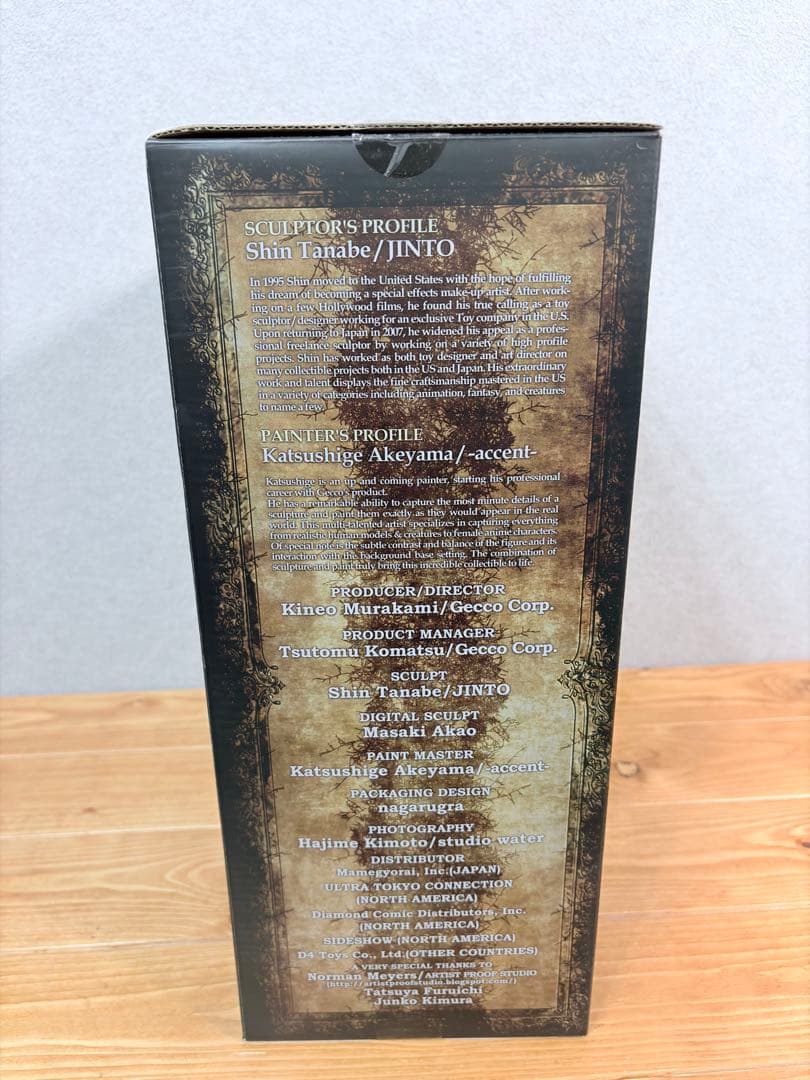 SCULPTOR'S PROFILE
Shin Tanabe/JINTO
In 1995 Shin moved to the United States with the hope of fulfilling
his dream of becoming a special effects make-up artist. After work-
ing on a few Hollywood films, he found his true calling as a toy
sculptor/designer working for an exclusive Toy company in the U.S.
Upon returning to Japan in 2007, he widened his appeal as a profes-
sional freelance sculptor by working on a variety of high profile
projects. Shin has worked as both toy designer and art director on
many collectible projects both in the US and Japan. His extraordinary
work and talent displays the fine craftsmanship mastered in the US
in a variety of categories including animation, fantasy, and creatures
to name a few.
PAINTER'S PROFILE
Katsushige Akeyama/-accent-
Katsushige is an up and coming painter, starting his professional
career with Gecco's product.
He has a remarkable ability to capture the most minute details of a
sculpture and paint them exactly as they would appear in the real
world. This multi-talented artist specializes in capturing everything
from realistic human models & creatures to female anime characters.
Of special note is the subtle contrast and balance of the figure and its
interaction with the background base setting. The combination of
sculpture and paint truly bring this incredible collectible to life.
PRODUCER/DIRECTOR
Kineo Murakami/Gecco Corp.
PRODUCT MANAGER
Tsutomu Komatsu/Gecco Corp.
SCULPT
Shin Tanabe/JINTO
DIGITAL SCULPT
Masaki Akao
PAINT MASTER
Katsushige Akeyama/-accent-
PACKAGING DESIGN
nagarugra
PHOTOGRAPHY
Hajime Kimoto/studio water
DISTRIBUTOR
Mamegyorai, Inc.(JAPAN)
ULTRA TOKYO CONNECTION
(NORTH AMERICA)
Diamond Comic Distributors, Inc.
(NORTH AMERICA)
SIDESHOW (NORTH AMERICA)
D4 Toys Co., Ltd.(OTHER COUNTRIES)
A VERY SPECIAL THANKS TO
Norman Meyers/ARTIST PROOF STUDIO
(http://artistproofstudio.blogspot.com/)
Tatsuya Furuichi
Junko Kimura